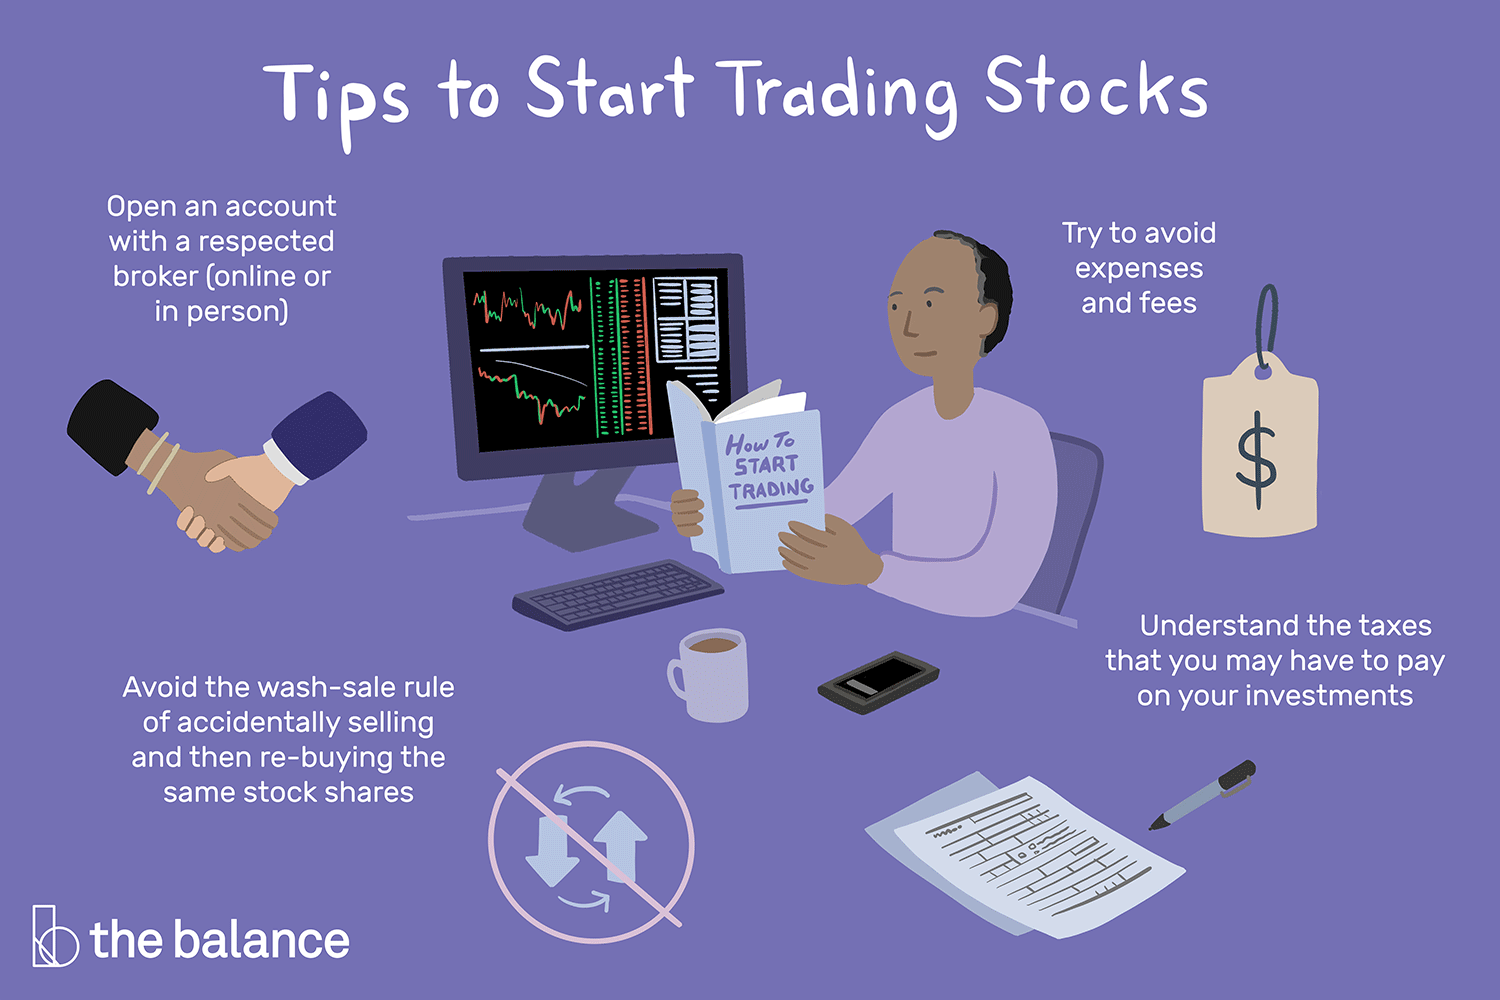 Tips to Start Trading Stocks
Open an account
with a respected
broker (online or
in person)
Try to avoid
expenses
and fees
$
How To
START
TRADING
Understand the taxes
that you may have to pay
on your investments
Avoid the wash-sale rule
of accidentally selling
and then re-buying the
same stock shares
the balance